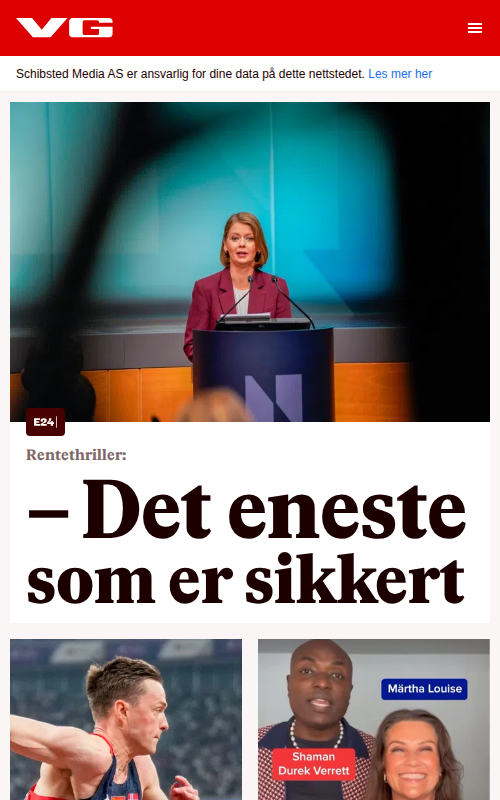 VG
Schibsted Media AS er ansvarlig for dine data på dette nettstedet. Les mer her
E24
Rentethriller:
– Det eneste
som er sikkert
Märtha Louise
Shaman
Durek Verrett